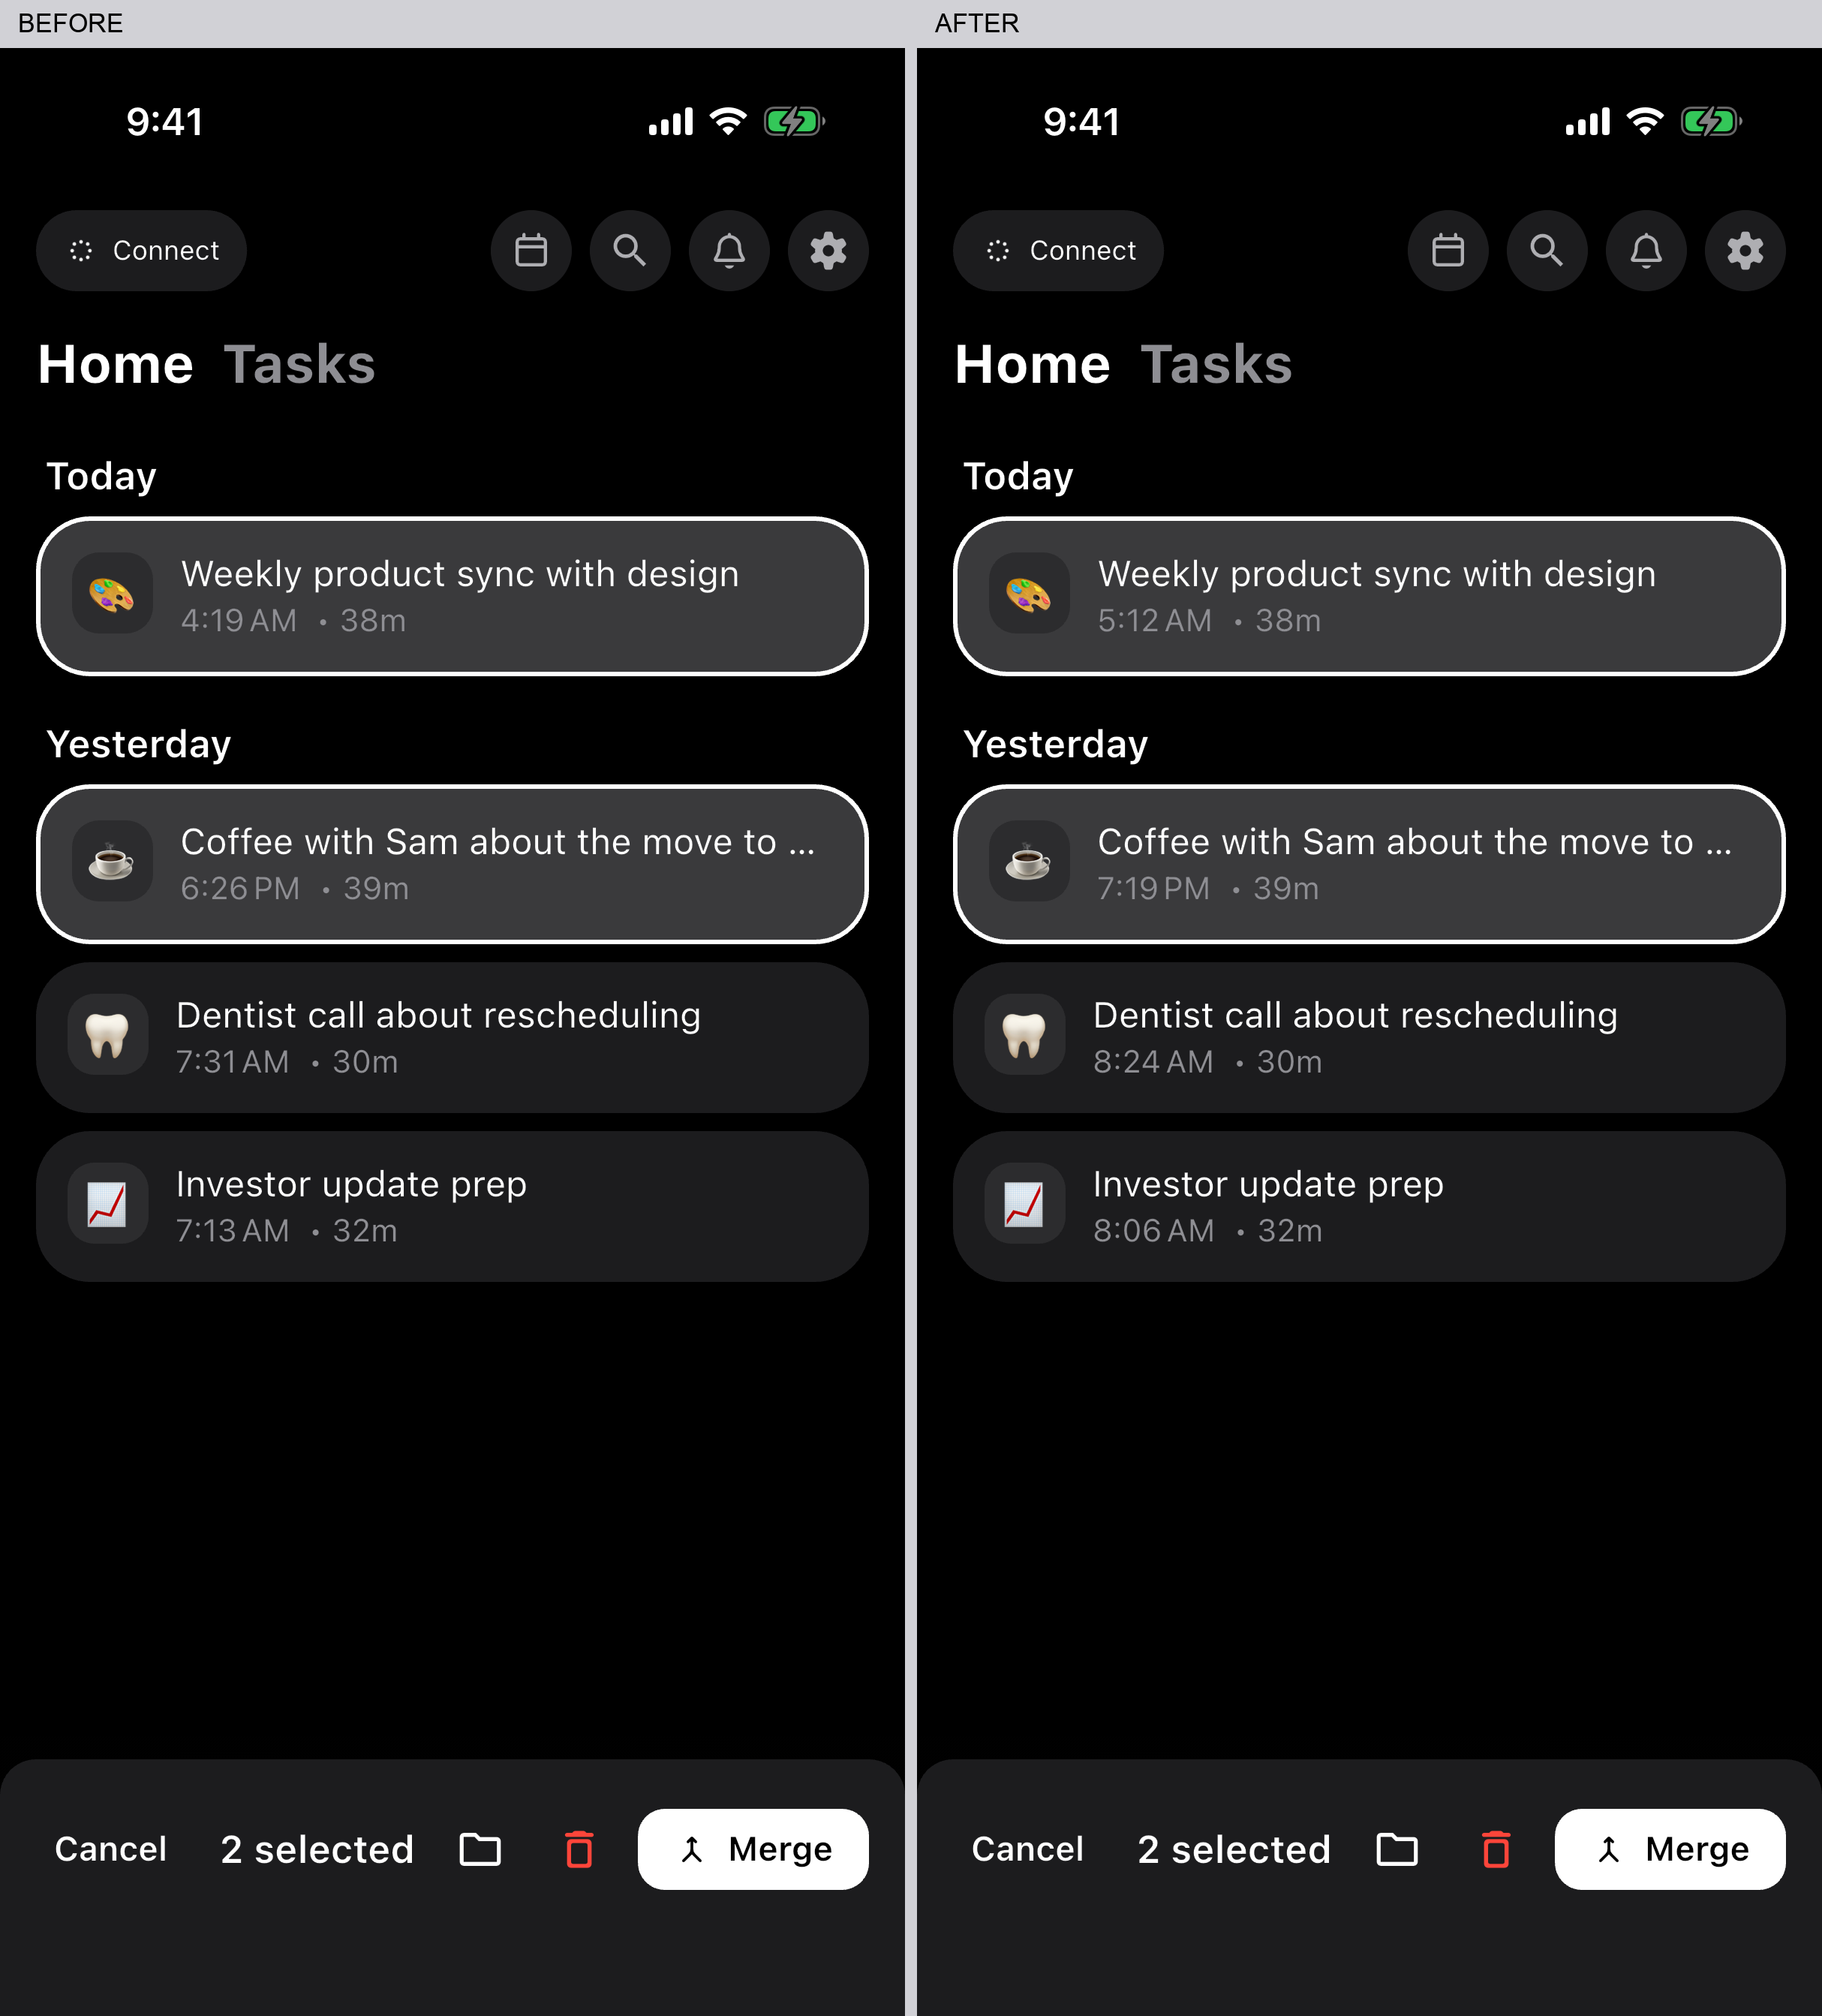 BEFORE
9:41
Connect
Home Tasks
Today
Weekly product sync with design
4:19 AM • 38m
Yesterday
Coffee with Sam about the move to ...
6:26 PM • 39m
Dentist call about rescheduling
7:31 AM • 30m
Investor update prep
7:13 AM • 32m
Cancel 2 selected Merge
AFTER
9:41
Connect
Home Tasks
Today
Weekly product sync with design
5:12 AM • 38m
Yesterday
Coffee with Sam about the move to ...
7:19 PM • 39m
Dentist call about rescheduling
8:24 AM • 30m
Investor update prep
8:06 AM • 32m
Cancel 2 selected Merge